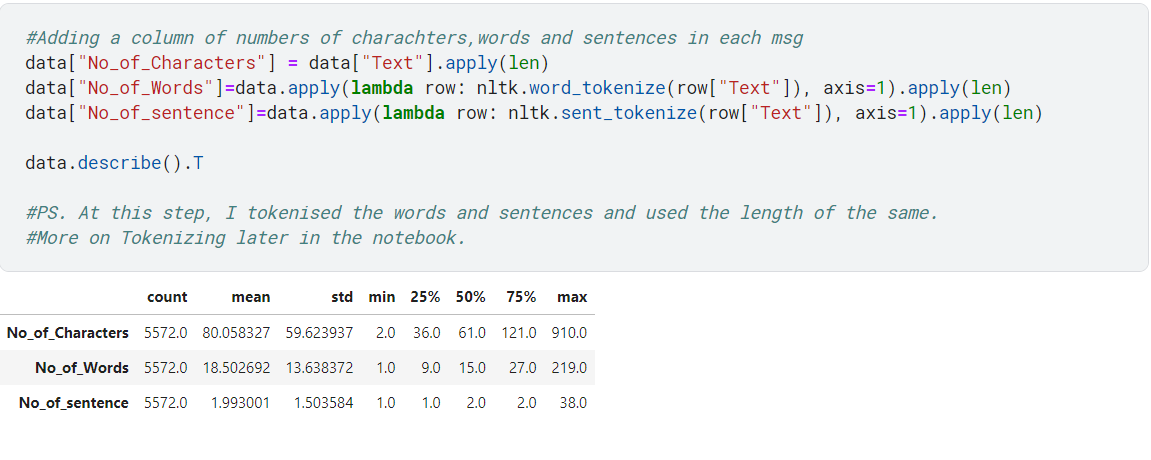 #Adding a column of numbers of charachters,words and sentences in each msg
data["No_of_Characters"] = data["Text"].apply(len)
data["No_of_Words"]=data.apply(lambda row: nltk.word_tokenize(row["Text"]), axis=1).apply(len)
data["No_of_sentence"]=data.apply(lambda row: nltk.sent_tokenize(row["Text"]), axis=1).apply(len)
data.describe().T
#PS. At this step, I tokenised the words and sentences and used the length of the same.
#More on Tokenizing later in the notebook.
count mean std min 25% 50% 75% max
No_of_Characters 5572.0 80.058327 59.623937 2.0 36.0 61.0 121.0 910.0
No_of_Words 5572.0 18.502692 13.638372 1.0 9.0 15.0 27.0 219.0
No_of_sentence 5572.0 1.993001 1.503584 1.0 1.0 2.0 2.0 38.0